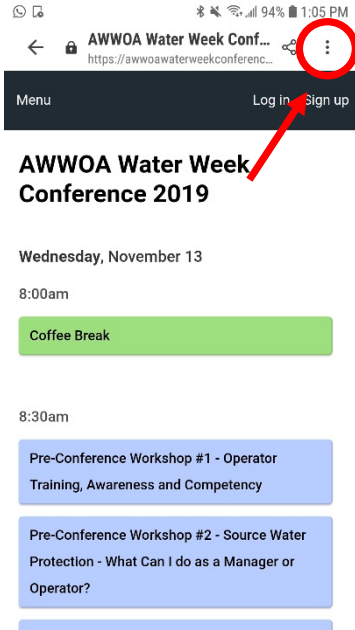 94% 1:05 PM
AWWOA Water Week Conf...
https://awwoawaterweekconferenc...
Menu Log in Sign up
AWWOA Water Week
Conference 2019
Wednesday, November 13
8:00am
Coffee Break
8:30am
Pre-Conference Workshop #1 - Operator
Training, Awareness and Competency
Pre-Conference Workshop #2 - Source Water
Protection - What Can I do as a Manager or
Operator?